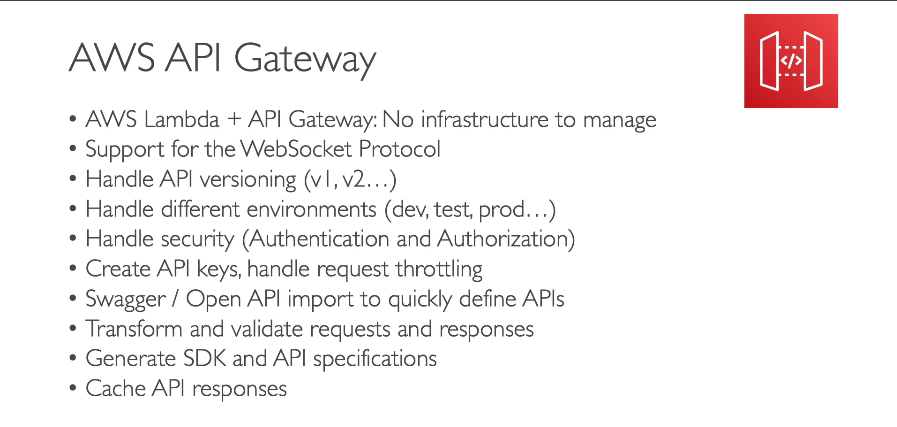 AWS API Gateway
</>
• AWS Lambda + API Gateway: No infrastructure to manage
• Support for the WebSocket Protocol
• Handle API versioning (v1, v2…)
• Handle different environments (dev, test, prod…)
• Handle security (Authentication and Authorization)
• Create API keys, handle request throttling
• Swagger / Open API import to quickly define APIs
• Transform and validate requests and responses
• Generate SDK and API specifications
• Cache API responses